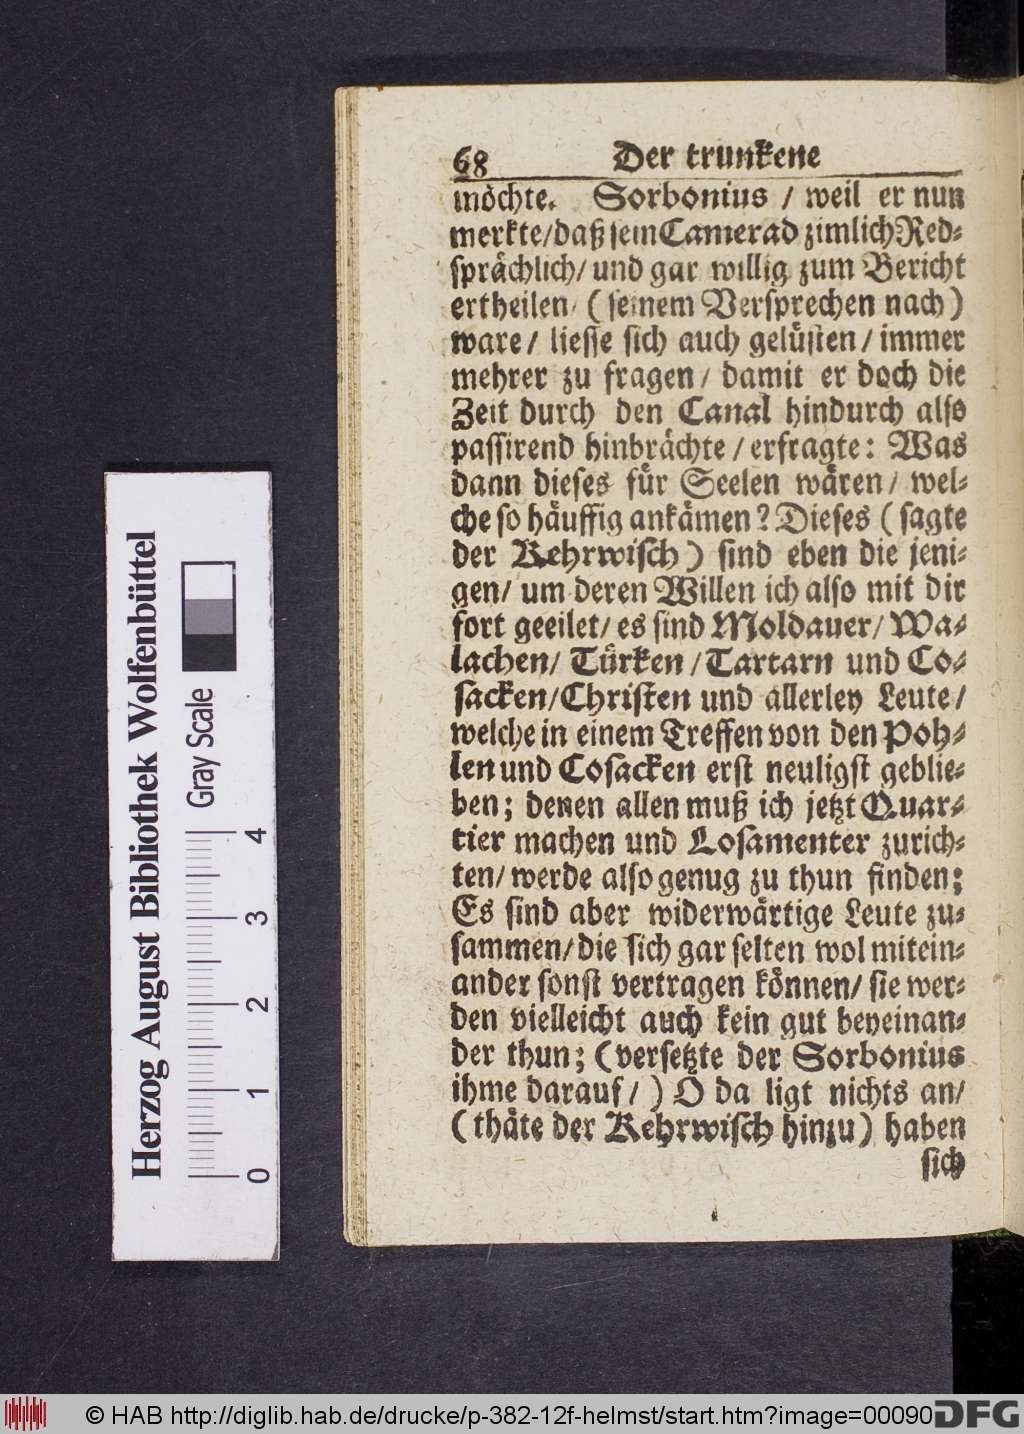 68 Der trunkene
möchte. Sorbonius / weil er nun
merkte/daß sein Camerad zimlich Red-
sprächlich/ und gar willig zum Bericht
ertheilen (seinem Versprechen nach)
ware/ liesse sich auch gelüsten / immer
mehrer zu fragen / damit er doch die
Zeit durch den Canal hindurch also
passirend hinbrächte / erfragte: Was
dann dieses für Seelen wären / wel-
che so häuffig ankämen? Dieses (sagte
der Kehrwisch) sind eben die jeni-
gen/ um deren Willen ich also mit dir
fort geeilet/ es sind Moldauer/ Wa-
lachen/ Türken / Tartarn und Co-
sacken/Christen und allerley Leute /
welche in einem Treffen von den Poh-
len und Cosacken erst neuligst geblie-
ben; denen allen muß ich jetzt Quar-
tier machen und Losamenter zurich-
ten/ werde also genug zu thun finden;
Es sind aber widerwärtige Leute zu-
sammen/ die sich gar selten wol mitein-
ander sonst vertragen können/ sie wer-
den vielleicht auch kein gut beyeinan-
der thun; (versetzte der Sorbonius
ihme darauf / ) O da ligt nichts an/
(thäte der Kehrwisch hinzu) haben
sich
Herzog August Bibliothek Wolfenbüttel
Gray Scale
0 1 2 3 4
© HAB http://diglib.hab.de/drucke/p-382-12f-helmst/start.htm?image=00090
DFG